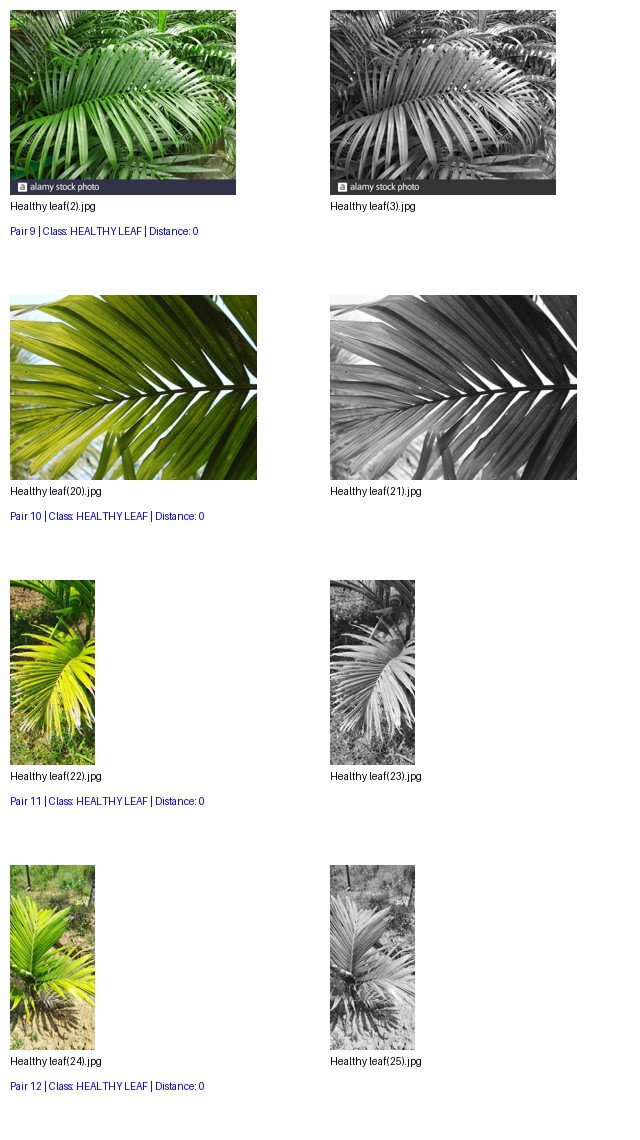 a alamy stock photo
a alamy stock photo
Healthy leaf(2).jpg
Healthy leaf(3).jpg
Pair 9 | Class: HEALTHY LEAF | Distance: 0
Healthy leaf(20).jpg
Healthy leaf(21).jpg
Pair 10 | Class: HEALTHY LEAF | Distance: 0
Healthy leaf(22).jpg
Healthy leaf(23).jpg
Pair 11 | Class: HEALTHY LEAF | Distance: 0
Healthy leaf(24).jpg
Healthy leaf(25).jpg
Pair 12 | Class: HEALTHY LEAF | Distance: 0